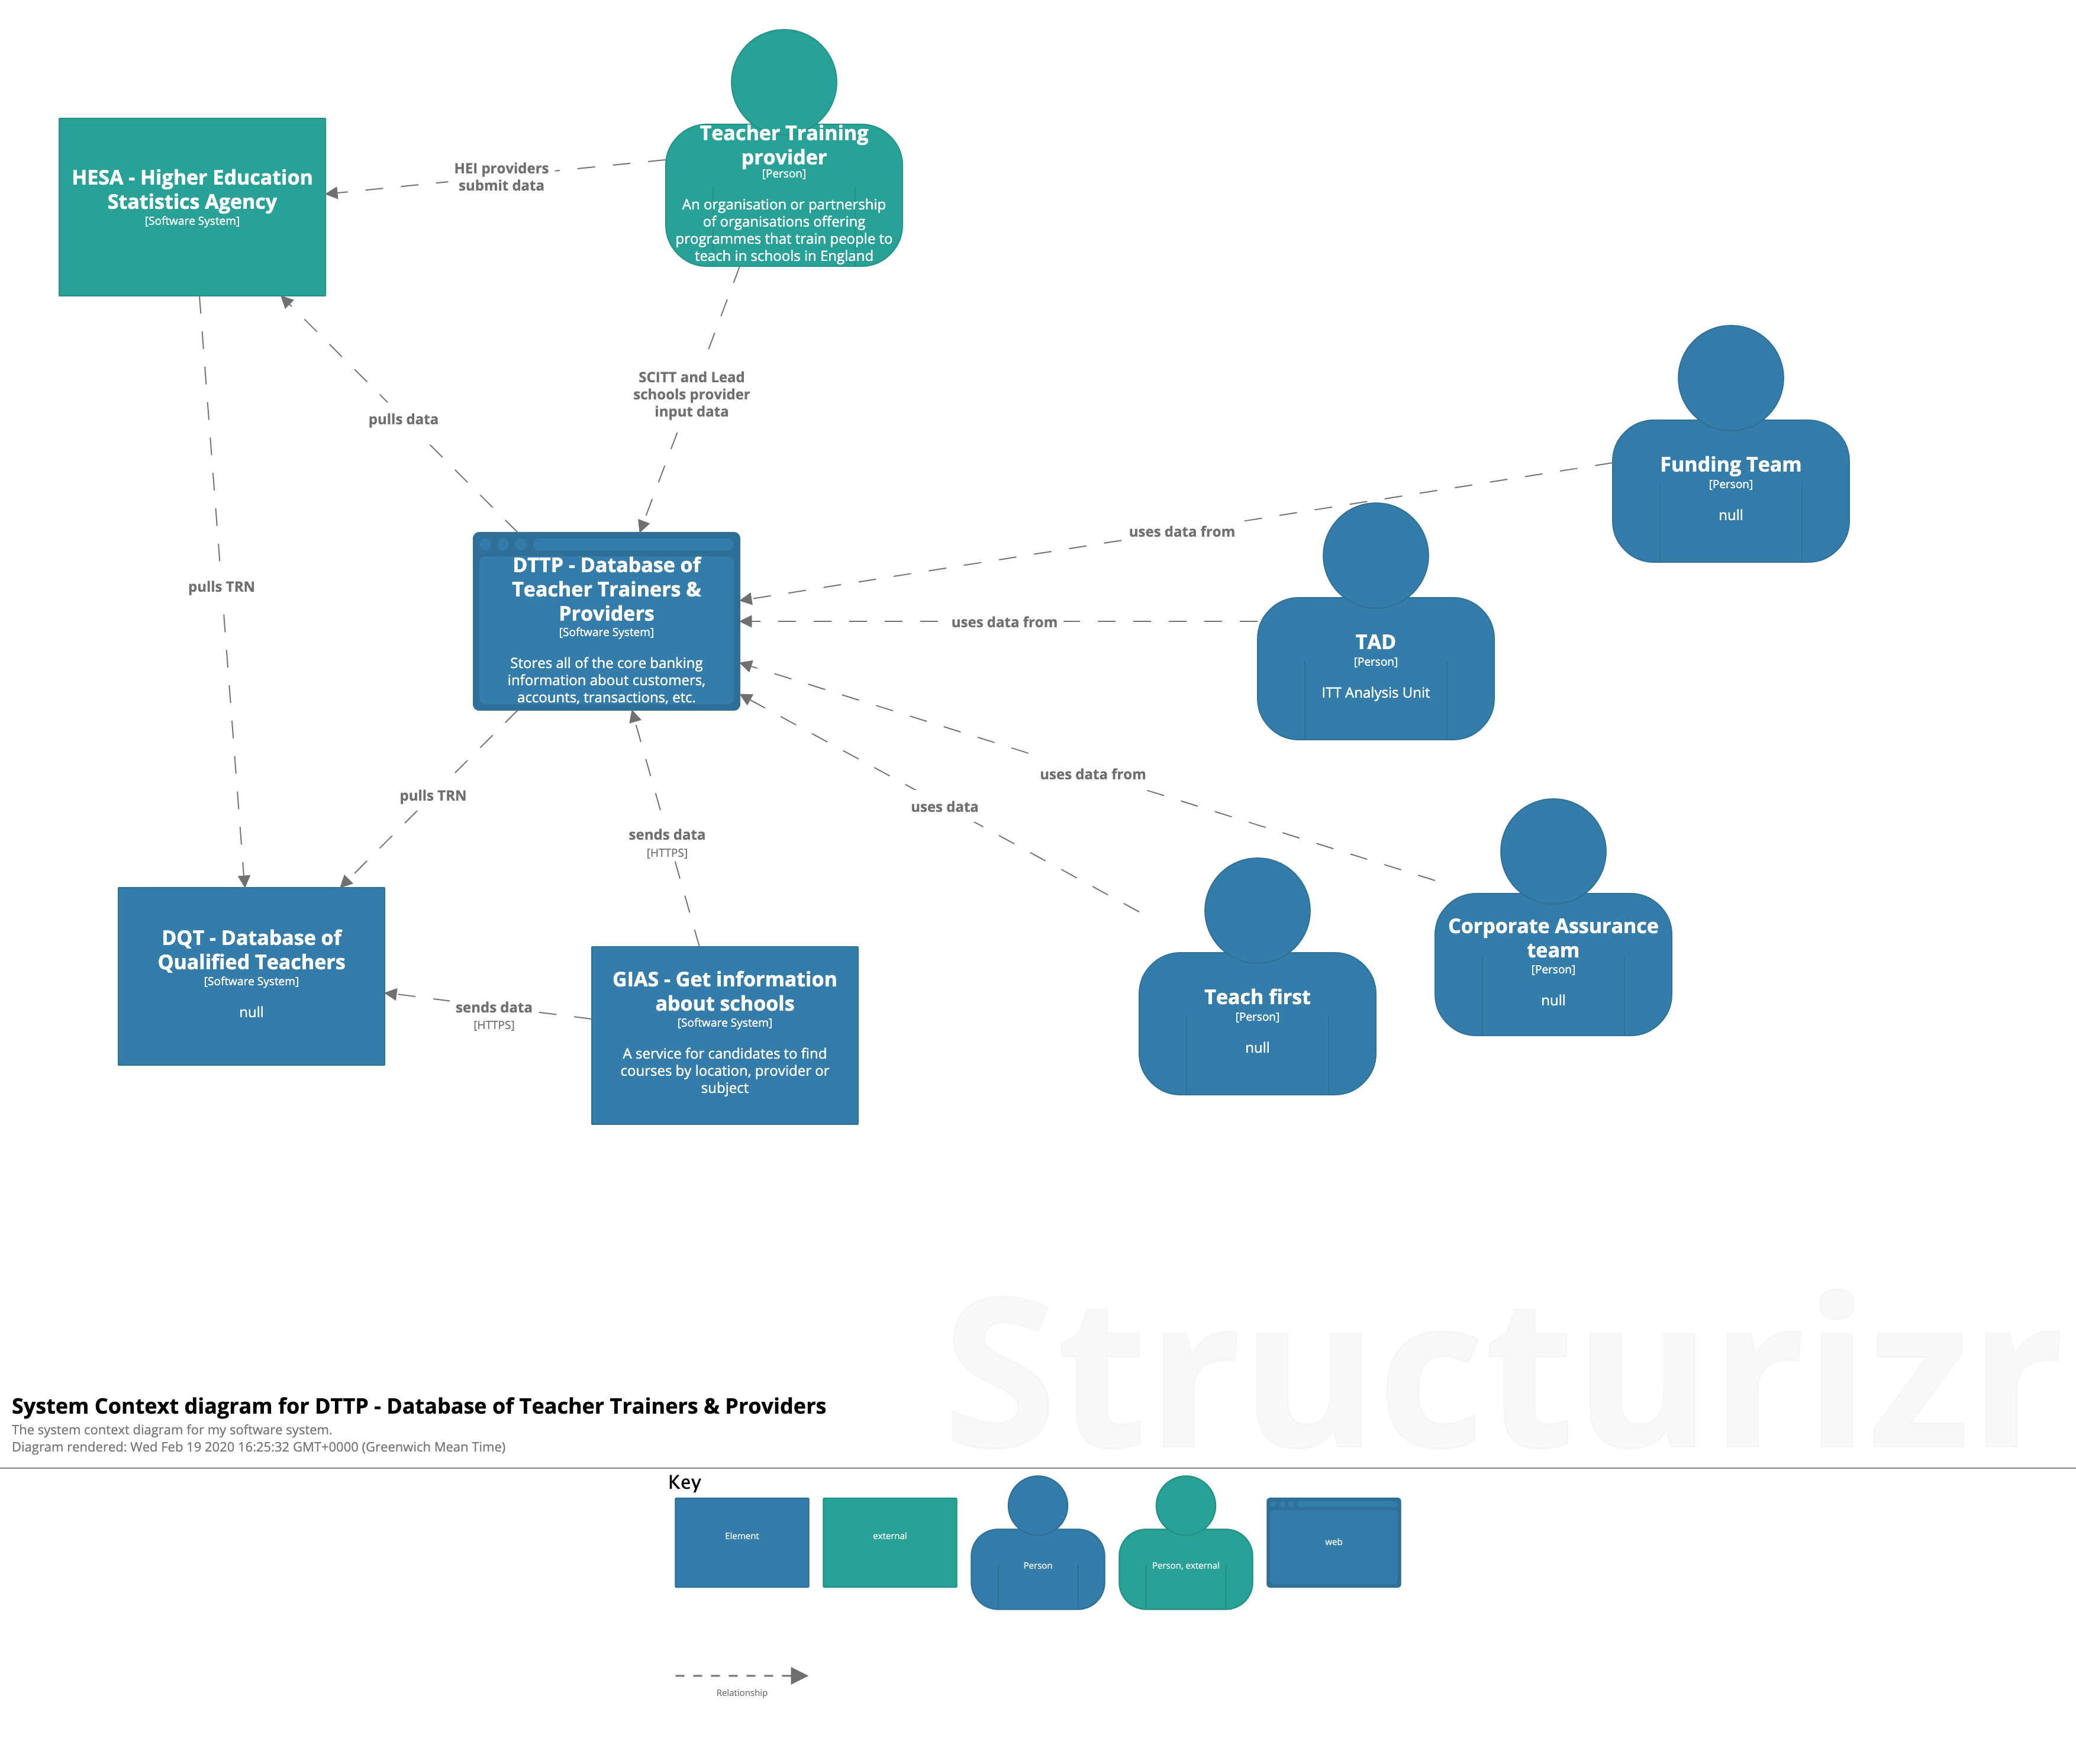 Teacher Training
provider
[Person]
An organisation or partnership
of organisations offering
programmes that train people to
teach in schools in England
HESA - Higher Education
Statistics Agency
[Software System]
HEI providers
submit data
SCITT and Lead
schools provider
input data
pulls data
Funding Team
[Person]
null
uses data from
pulls TRN
DTTP - Database of
Teacher Trainers &
Providers
[Software System]
Stores all of the core banking
information about customers,
accounts, transactions, etc.
uses data from
TAD
[Person]
ITT Analysis Unit
uses data from
uses data
pulls TRN
sends data
[HTTPS]
Corporate Assurance
team
[Person]
null
DQT - Database of
Qualified Teachers
[Software System]
null
sends data
[HTTPS]
GIAS - Get information
about schools
[Software System]
A service for candidates to find
courses by location, provider or
subject
Teach first
[Person]
null
Structurizr
System Context diagram for DTTP - Database of Teacher Trainers & Providers
The system context diagram for my software system.
Diagram rendered: Wed Feb 19 2020 16:25:32 GMT+0000 (Greenwich Mean Time)
Key
Element
external
Person
Person, external
web
Relationship